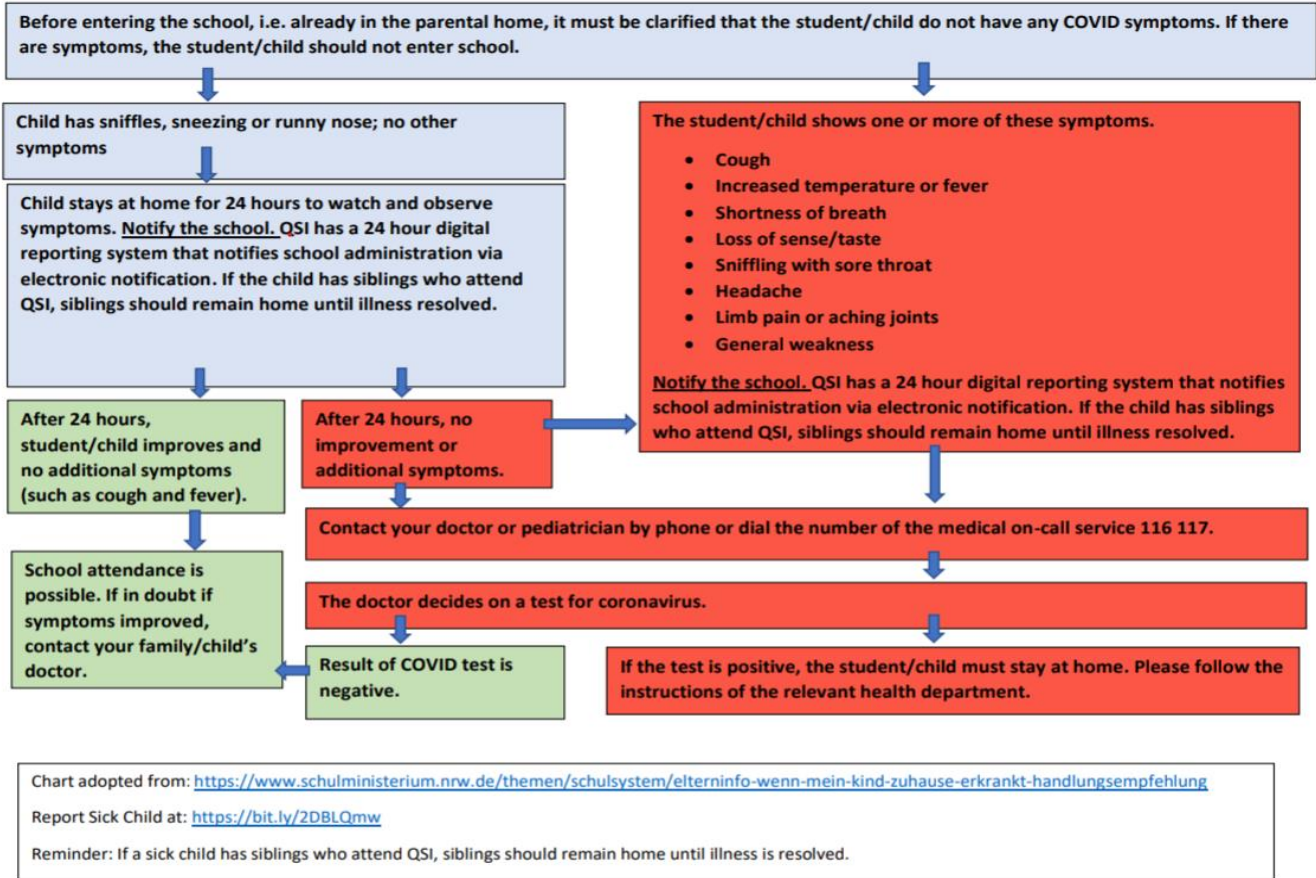 Before entering the school, i.e. already in the parental home, it must be clarified that the student/child do not have any COVID symptoms. If there
are symptoms, the student/child should not enter school.
Child has sniffles, sneezing or runny nose; no other
symptoms
Child stays at home for 24 hours to watch and observe
symptoms. Notify the school. QSI has a 24 hour digital
reporting system that notifies school administration via
electronic notification. If the child has siblings who attend
QSI, siblings should remain home until illness resolved.
The student/child shows one or more of these symptoms.
• Cough
• Increased temperature or fever
• Shortness of breath
• Loss of sense/taste
• Sniffling with sore throat
• Headache
• Limb pain or aching joints
• General weakness
Notify the school. QSI has a 24 hour digital reporting system that notifies
school administration via electronic notification. If the child has siblings
who attend QSI, siblings should remain home until illness resolved.
After 24 hours,
student/child improves and
no additional symptoms
(such as cough and fever).
After 24 hours, no
improvement or
additional symptoms.
Contact your doctor or pediatrician by phone or dial the number of the medical on-call service 116 117.
School attendance is
possible. If in doubt if
symptoms improved,
contact your family/child's
doctor.
The doctor decides on a test for coronavirus.
Result of COVID test is
negative.
If the test is positive, the student/child must stay at home. Please follow the
instructions of the relevant health department.
Chart adopted from: https://www.schulministerium.nrw.de/themen/schulsystem/elterninfo-wenn-mein-kind-zuhause-erkrankt-handlungsempfehlung
Report Sick Child at: https://bit.ly/2DBLQmw
Reminder: If a sick child has siblings who attend QSI, siblings should remain home until illness is resolved.